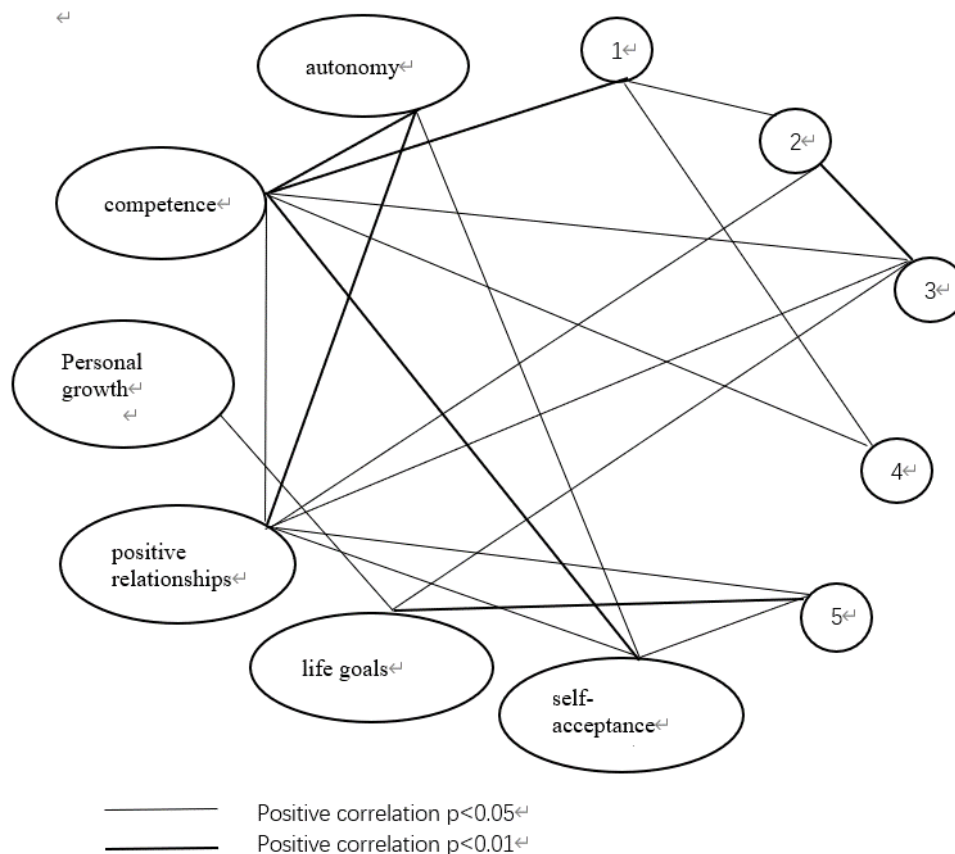 autonomy
1
2
competence
3
Personal
growth
4
positive
relationships
5
life goals
self-
acceptance
Positive correlation p<0.05
Positive correlation p<0.01